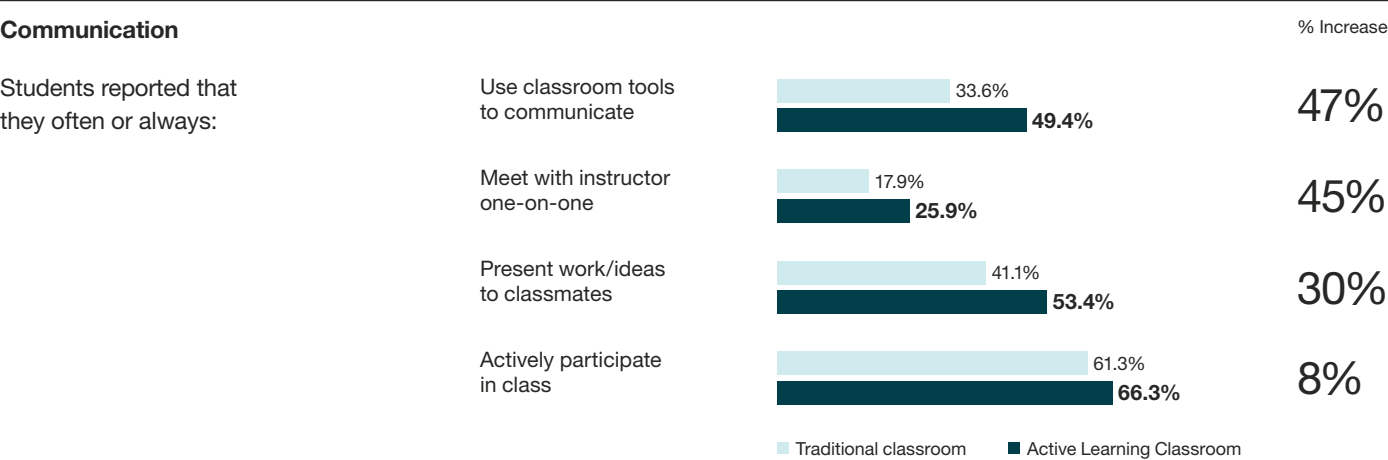 Communication
% Increase
Students reported that
they often or always:
Use classroom tools
to communicate
33.6%
49.4%
47%
Meet with instructor
one-on-one
17.9%
25.9%
45%
Present work/ideas
to classmates
41.1%
53.4%
30%
Actively participate
in class
61.3%
66.3%
8%
Traditional classroom
Active Learning Classroom